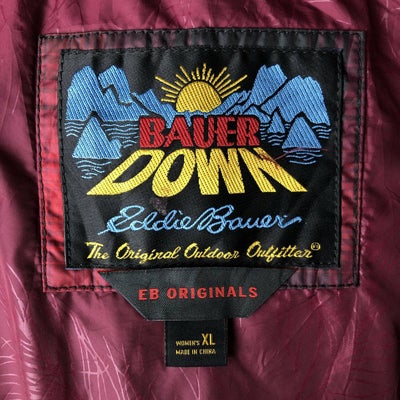 BAUER
DOWN
Eddie Bauer
The Original Outdoor Outfitter®
EB ORIGINALS
WOMEN'S XL
MADE IN CHINA